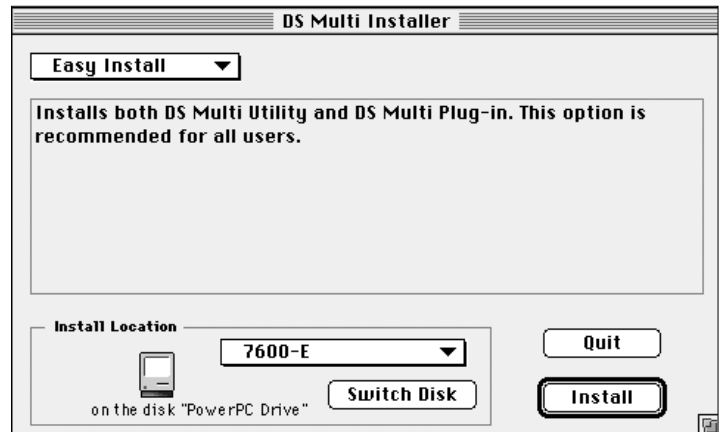 DS Multi Installer
Easy Install
Installs both DS Multi Utility and DS Multi Plug-in. This option is
recommended for all users.
Install Location
7600-E
Quit
Switch Disk
Install
on the disk "PowerPC Drive"